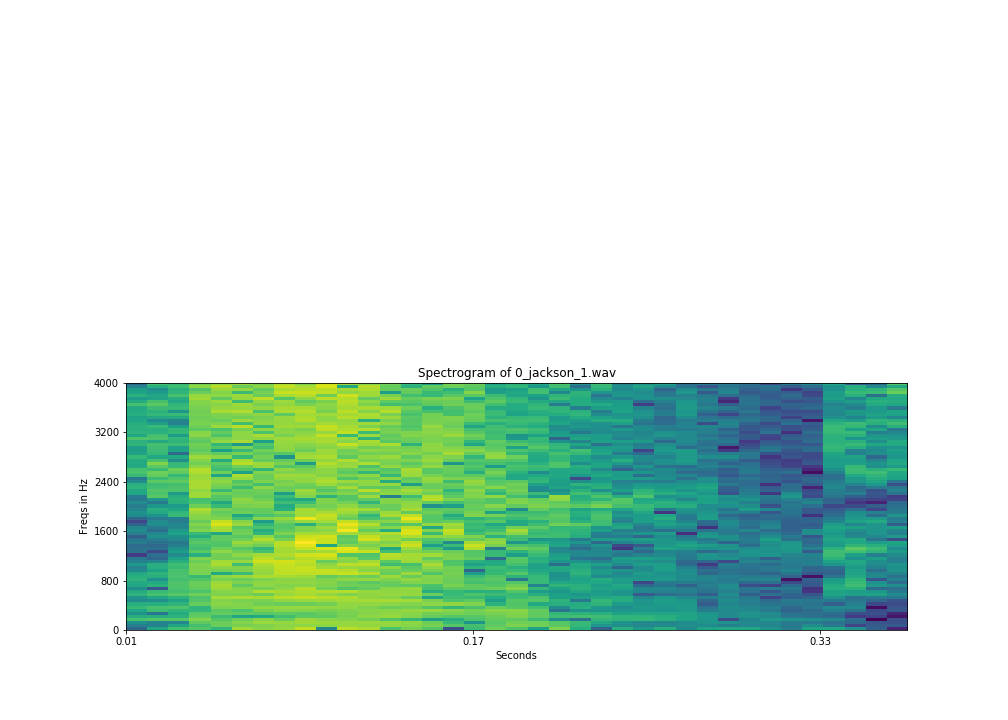 Spectrogram of 0_jackson_1.wav
4000
3200
2400
1600
800
0
Freqs in Hz
0.01 0.17 0.33
Seconds